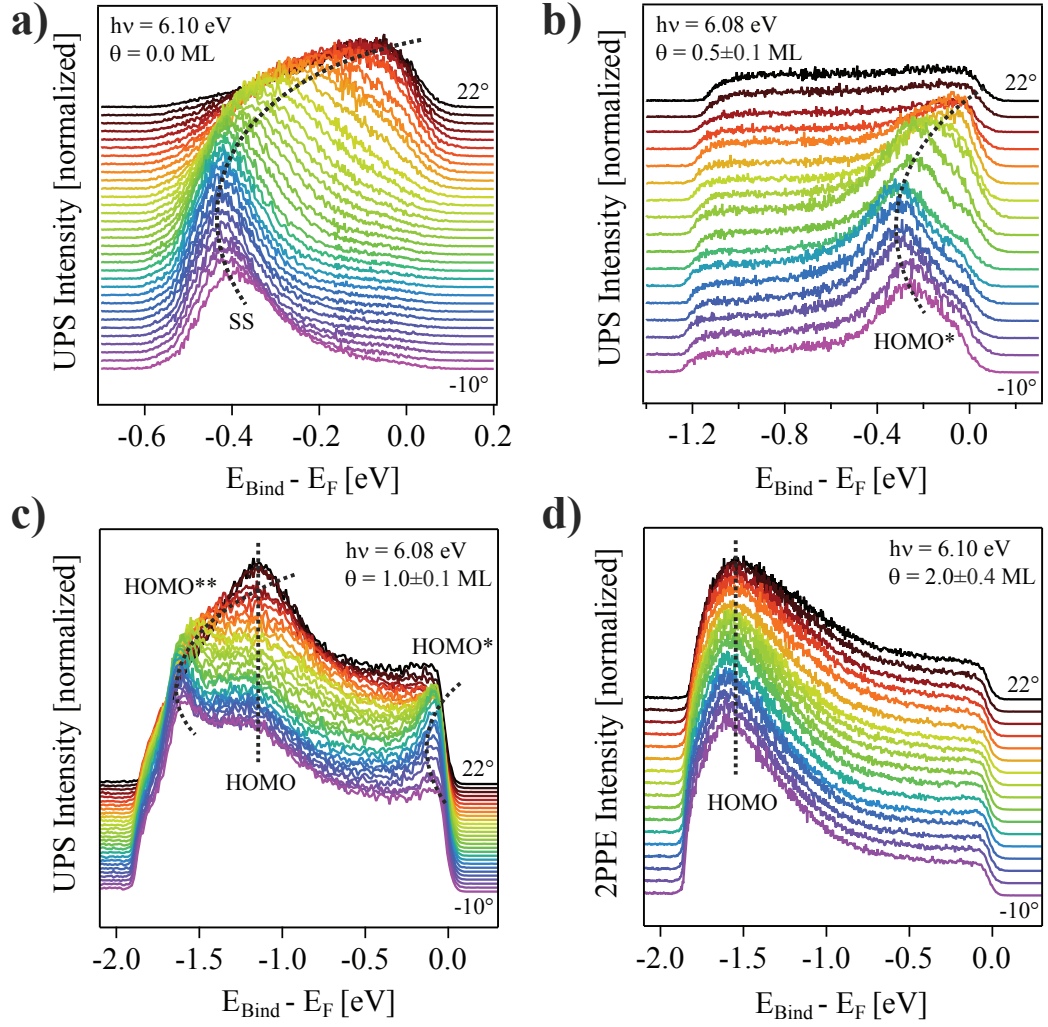 a)
hν = 6.10 eV
θ = 0.0 ML
22°
SS
-10°
UPS Intensity [normalized]
-0.6 -0.4 -0.2 0.0 0.2
E_Bind - E_F [eV]
b)
hν = 6.08 eV
θ = 0.5±0.1 ML
22°
HOMO*
-10°
UPS Intensity [normalized]
-1.2 -0.8 -0.4 0.0
E_Bind - E_F [eV]
c)
hν = 6.08 eV
θ = 1.0±0.1 ML
HOMO**
HOMO*
22°
HOMO
-10°
UPS Intensity [normalized]
-2.0 -1.5 -1.0 -0.5 0.0
E_Bind - E_F [eV]
d)
hν = 6.10 eV
θ = 2.0±0.4 ML
22°
HOMO
-10°
2PPE Intensity [normalized]
-2.0 -1.5 -1.0 -0.5 0.0
E_Bind - E_F [eV]